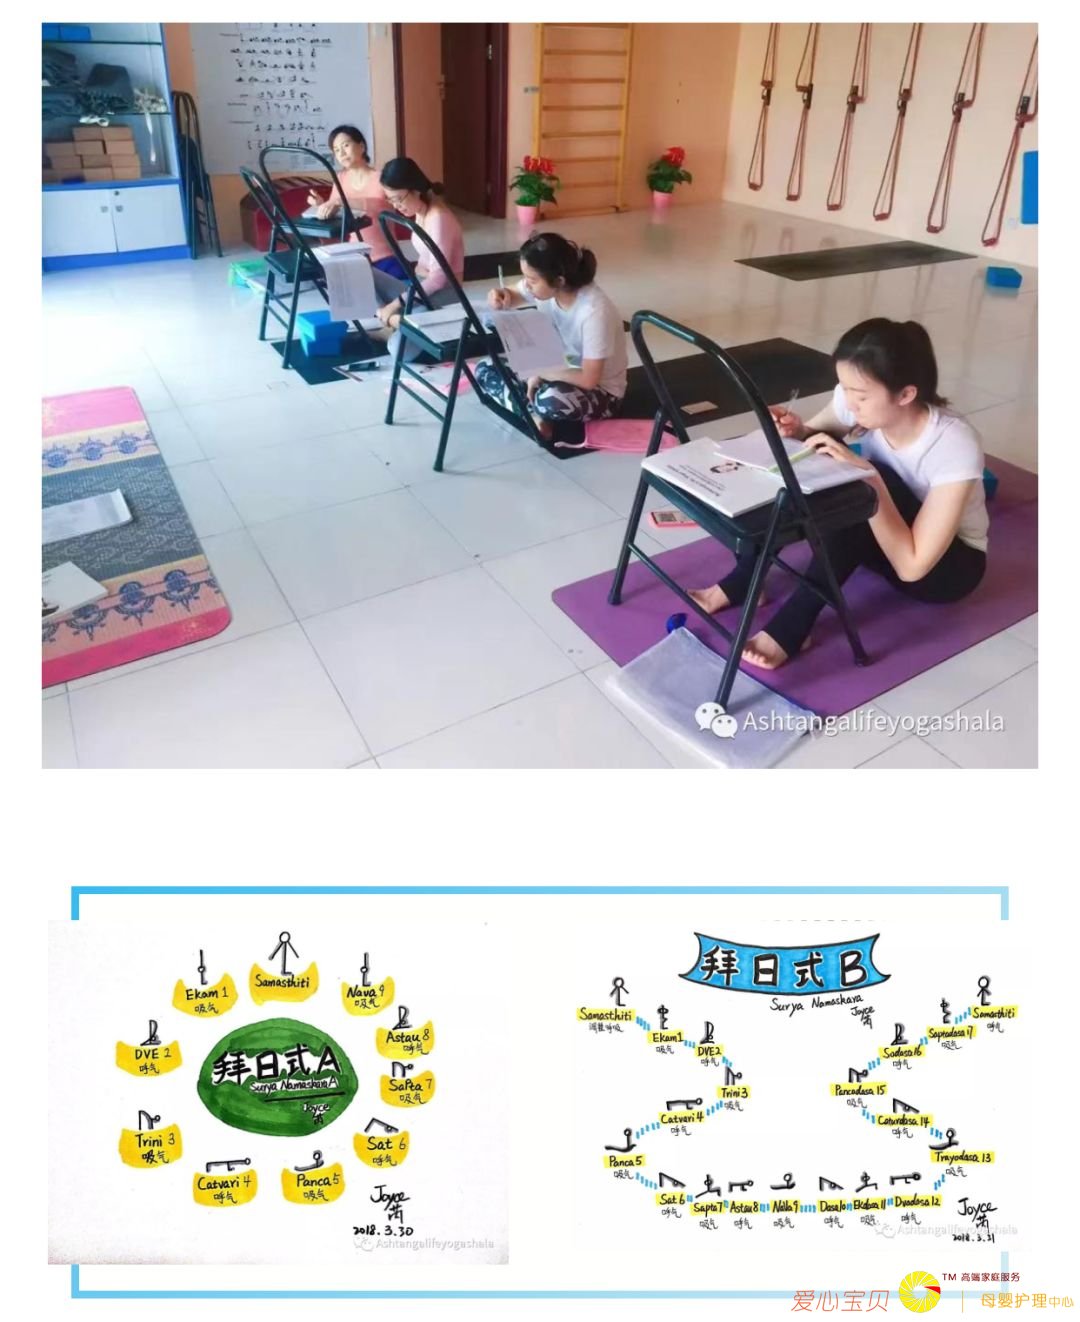 Ashtangalifeyogashala
Samasthiti
Ekam 1
吸气
Nava 9
吸气
DVE 2
呼气
Astau 8
呼气
拜日式A
Surya Namaskara A
Joyce
Sapta 7
吸气
Trini 3
吸气
Sat 6
呼气
Catvari 4
呼气
Panca 5
吸气
Joyce
2018.3.30
Ashtangalifeyogashala
拜日式B
Surya Namaskara
Joyce
Samasthiti
调整呼吸
Ekam 1
吸气
DVE 2
呼气
Trini 3
吸气
Catvari 4
呼气
Panca 5
吸气
Sat 6
呼气
Sapta 7
吸气
Astau 8
呼气
Nava 9
吸气
Dasa 10
呼气
Ekadasa 11
吸气
Dvadasa 12
呼气
Trayodasa 13
吸气
Caturdasa 14
呼气
Pancadasa 15
吸气
Sodasa 16
呼气
Saptadasa 17
吸气
Samasthiti
呼气
Joyce
2018.3.31
Ashtangalifeyogashala
爱心宝贝
TM 高端家庭服务
母婴护理中心